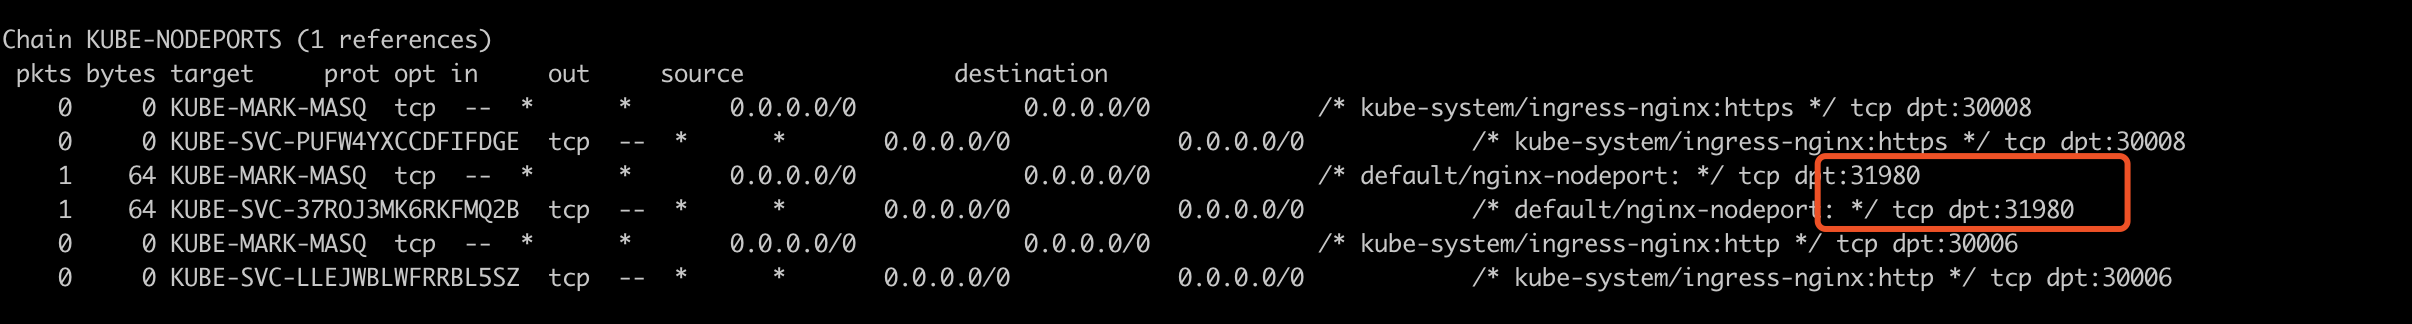 Chain KUBE-NODEPORTS (1 references)
 pkts bytes target     prot opt in     out     source               destination
    0     0 KUBE-MARK-MASQ  tcp  --  *      *       0.0.0.0/0            0.0.0.0/0            /* kube-system/ingress-nginx:https */ tcp dpt:30008
    0     0 KUBE-SVC-PUFW4YXCCDFIFDGE  tcp  --  *      *       0.0.0.0/0            0.0.0.0/0            /* kube-system/ingress-nginx:https */ tcp dpt:30008
    1    64 KUBE-MARK-MASQ  tcp  --  *      *       0.0.0.0/0            0.0.0.0/0            /* default/nginx-nodeport: */ tcp dpt:31980
    1    64 KUBE-SVC-37ROJ3MK6RKFMQ2B  tcp  --  *      *       0.0.0.0/0            0.0.0.0/0            /* default/nginx-nodeport: */ tcp dpt:31980
    0     0 KUBE-MARK-MASQ  tcp  --  *      *       0.0.0.0/0            0.0.0.0/0            /* kube-system/ingress-nginx:http */ tcp dpt:30006
    0     0 KUBE-SVC-LLEJWBLWFRRBL5SZ  tcp  --  *      *       0.0.0.0/0            0.0.0.0/0            /* kube-system/ingress-nginx:http */ tcp dpt:30006